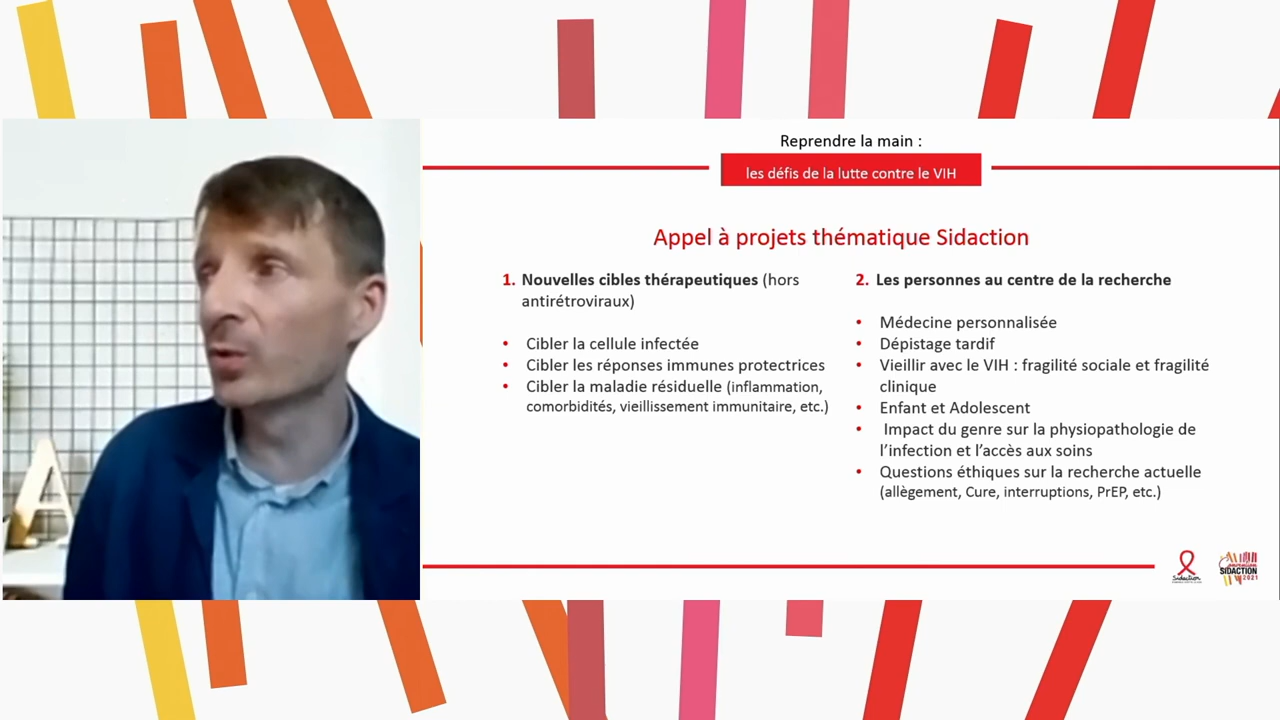 Reprendre la main :
les défis de la lutte contre le VIH
Appel à projets thématique Sidaction
1. Nouvelles cibles thérapeutiques (hors
antirétroviraux)
• Cibler la cellule infectée
• Cibler les réponses immunes protectrices
• Cibler la maladie résiduelle (inflammation,
comorbidités, vieillissement immunitaire, etc.)
2. Les personnes au centre de la recherche
• Médecine personnalisée
• Dépistage tardif
• Vieillir avec le VIH : fragilité sociale et fragilité
clinique
• Enfant et Adolescent
• Impact du genre sur la physiopathologie de
l'infection et l'accès aux soins
• Questions éthiques sur la recherche actuelle
(allègement, Cure, interruptions, PrEP, etc.)
A
Sidaction
SIDACTION
2021